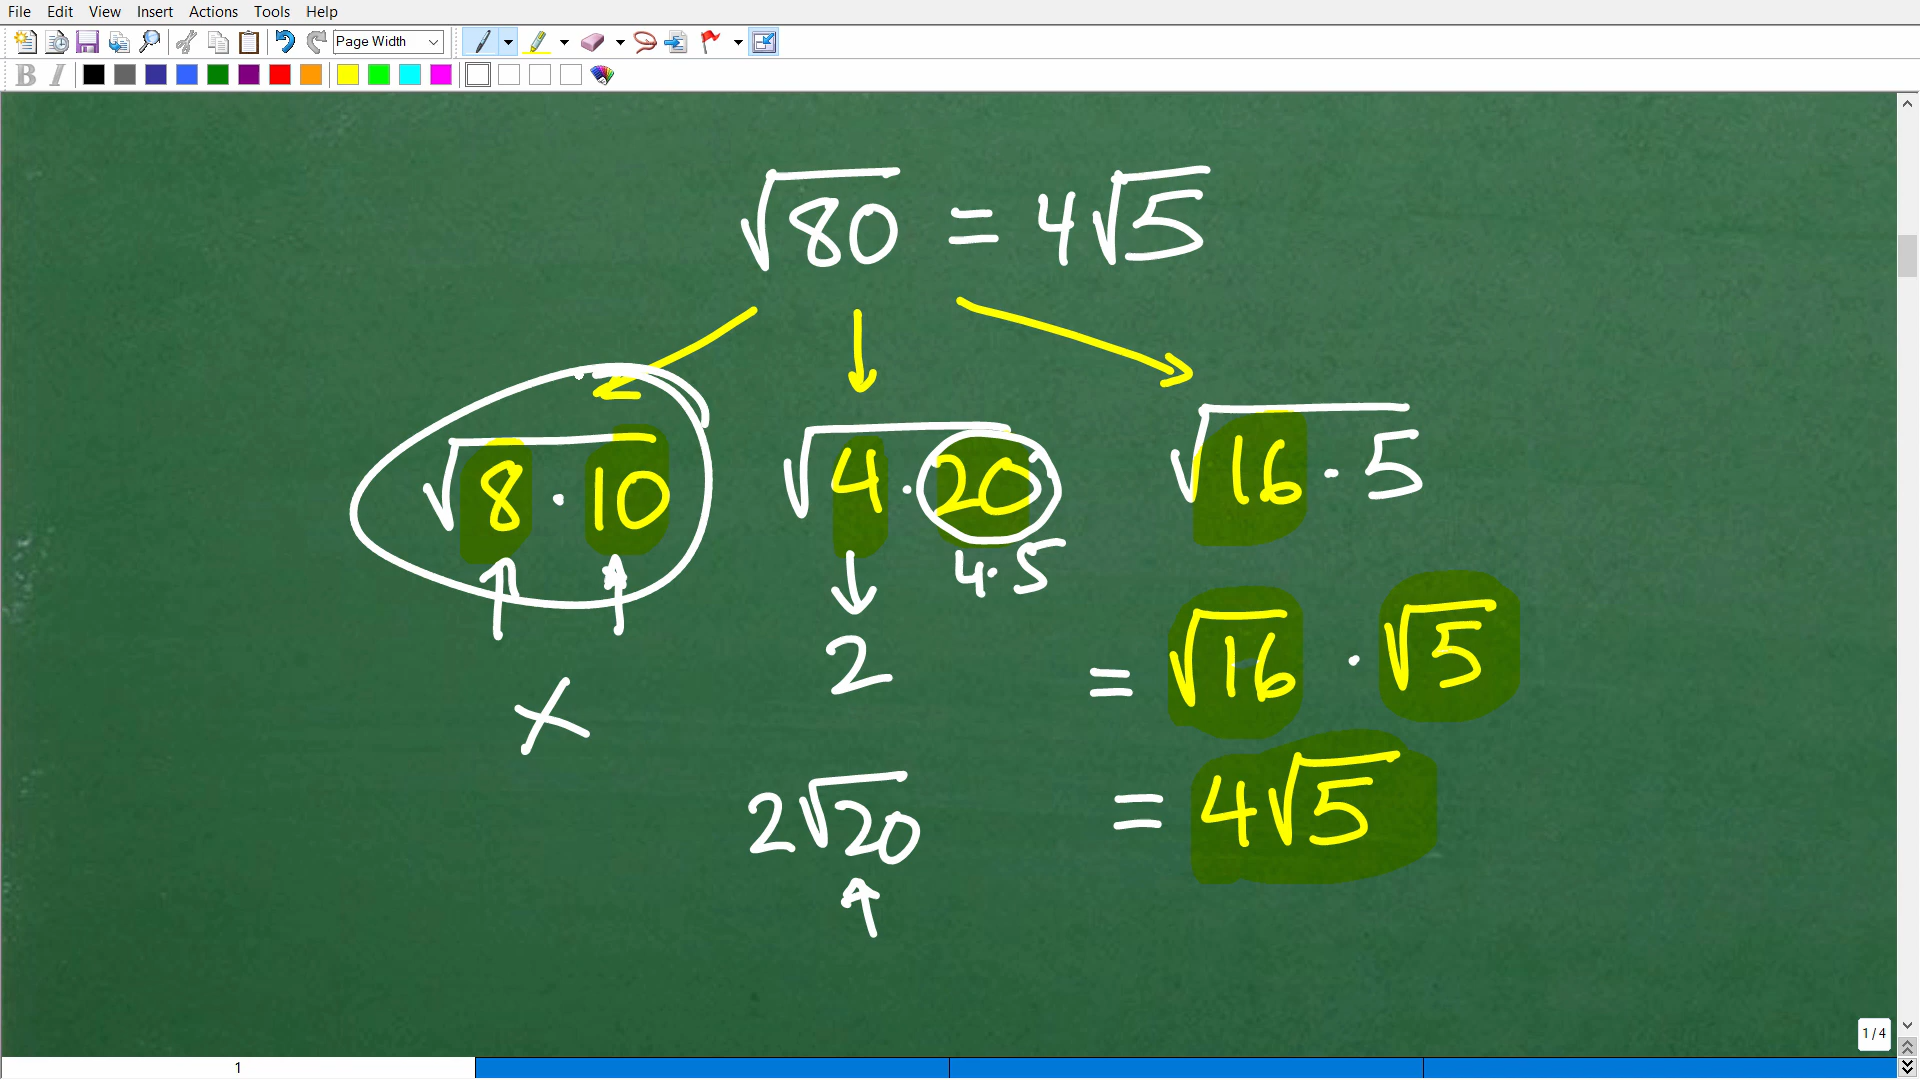 File Edit View Insert Actions Tools Help
Page Width
B I
√80 = 4√5
√8·10 √4·20 √16·5
4·5
2
= √16 · √5
×
2√20
= 4√5
1 / 4
1